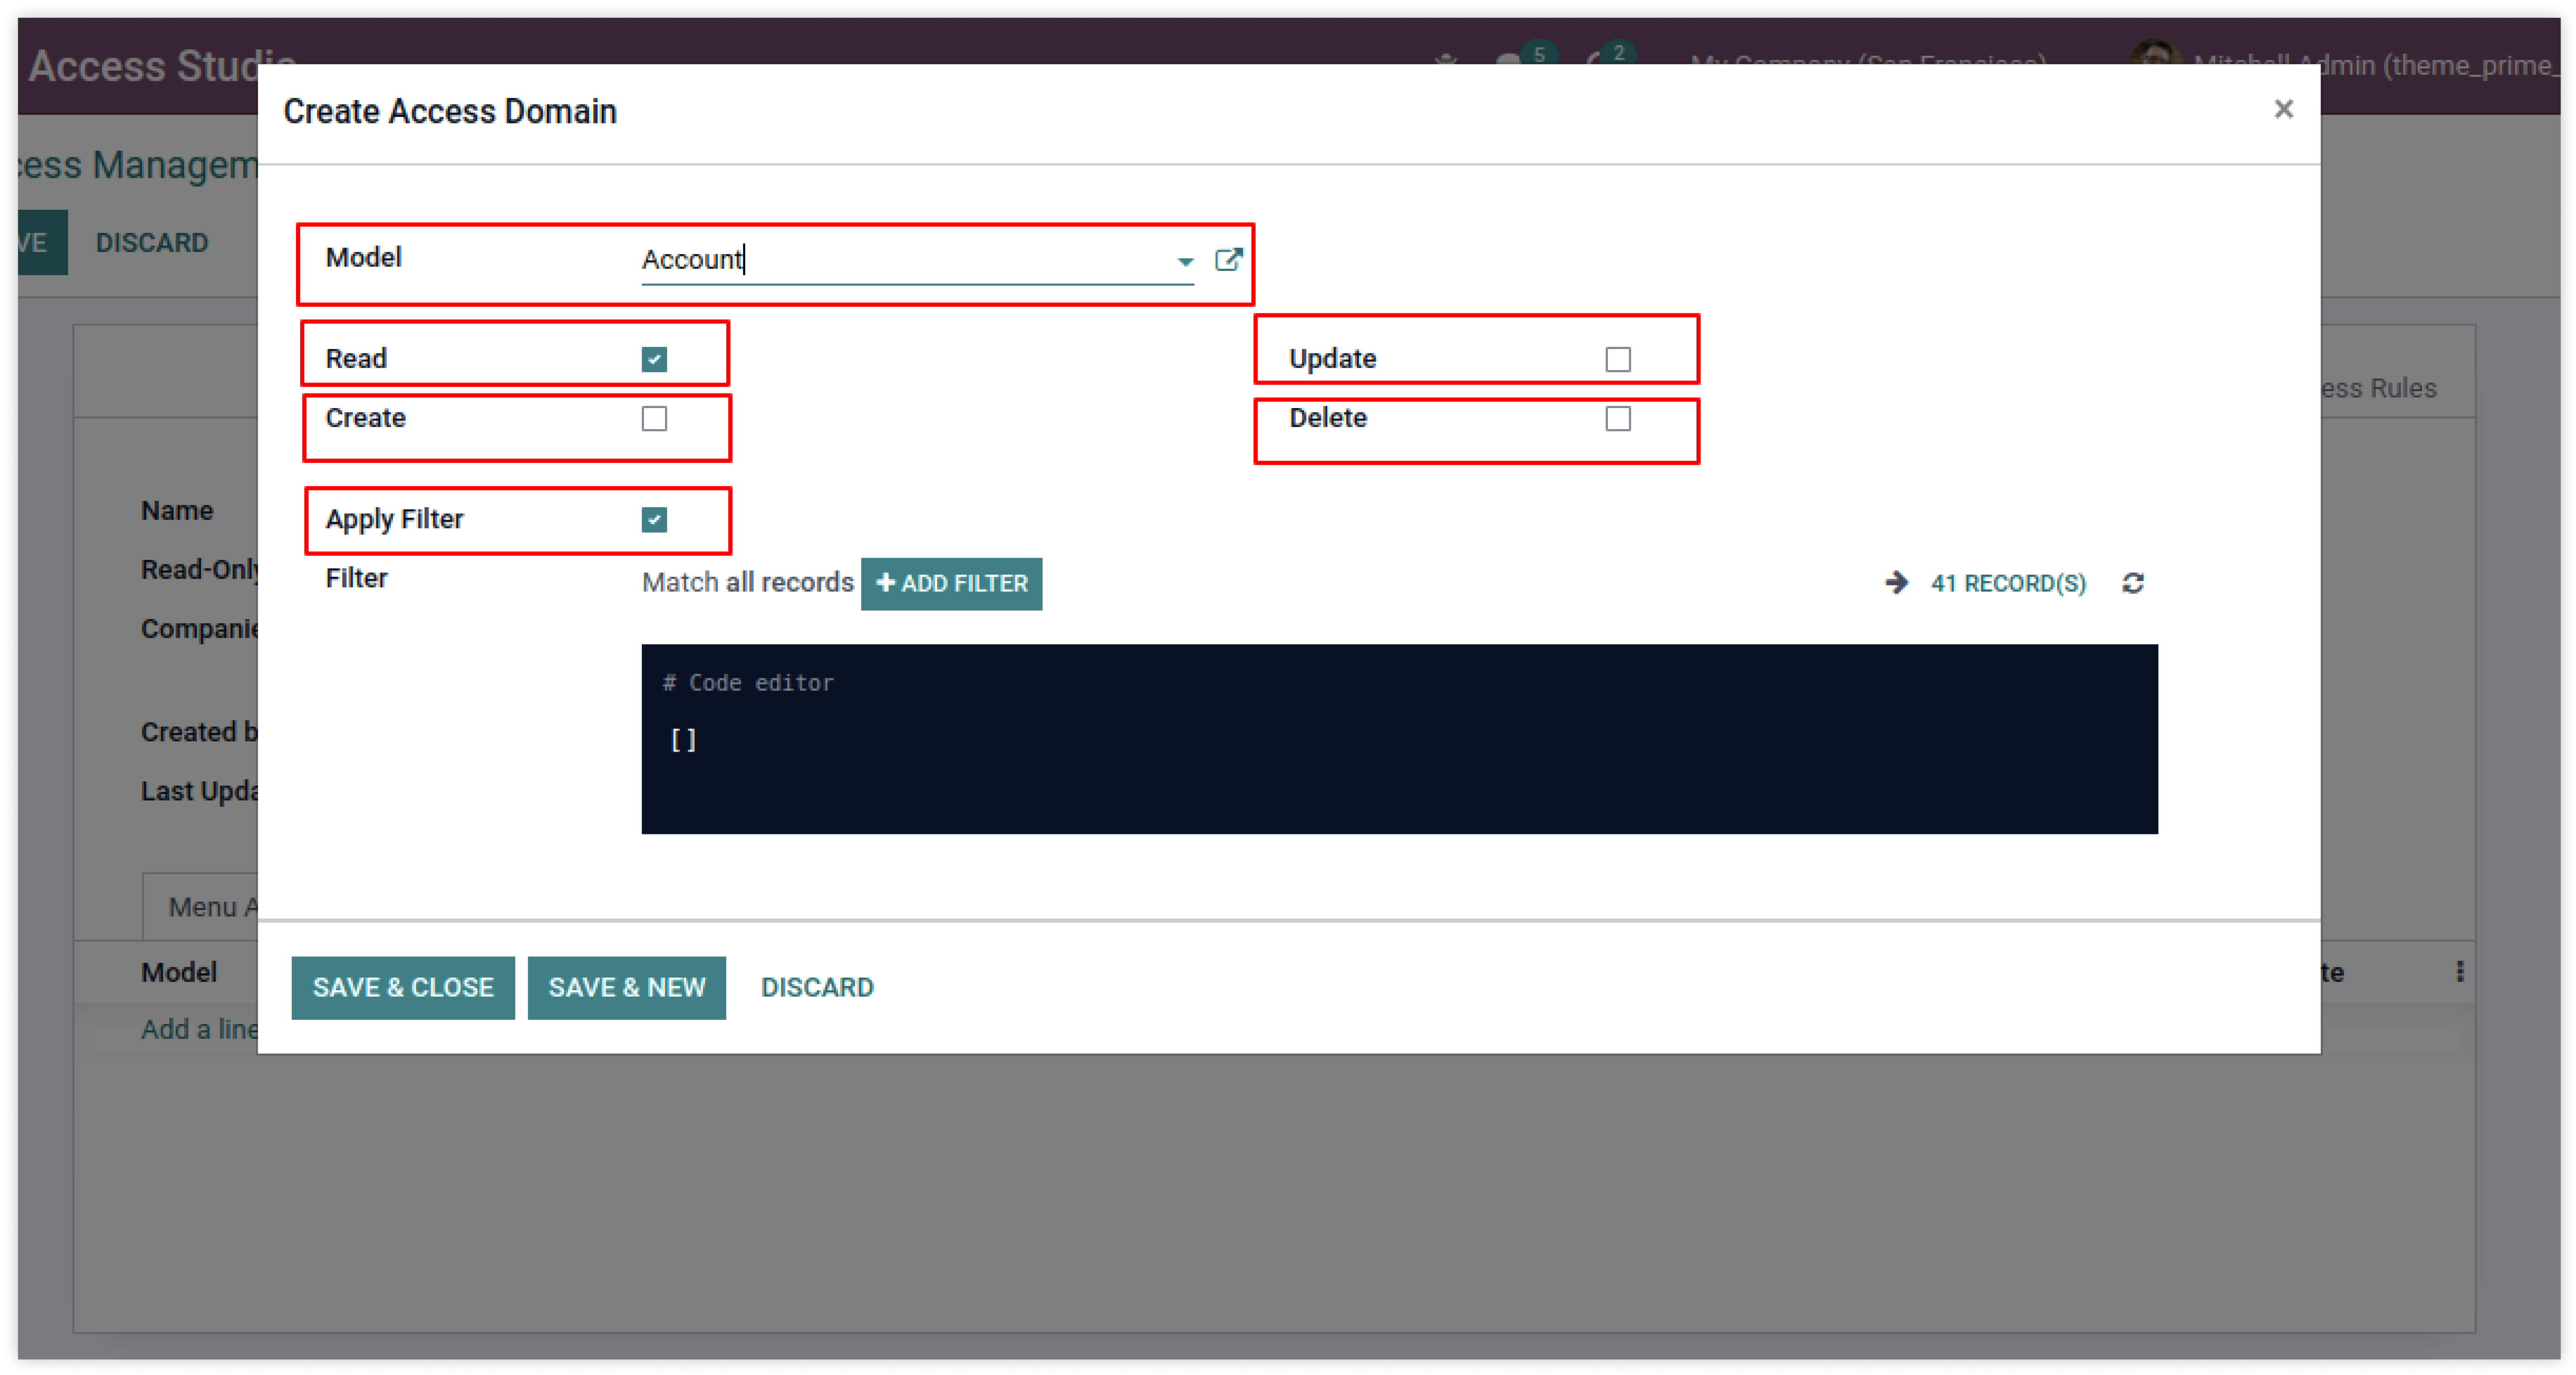 Access Studio
5
2
My Company (San Francisco)
Mitchell Admin (theme_prime_
Create Access Domain
×
cess Managem
VE
DISCARD
Model
Account
Read
Update
ess Rules
Create
Delete
Name
Apply Filter
Read-Only
Filter
Match all records
ADD FILTER
41 RECORD(S)
Companie
# Code editor
[]
Created b
Last Upda
Menu A
Model
te
SAVE & CLOSE
SAVE & NEW
DISCARD
Add a line